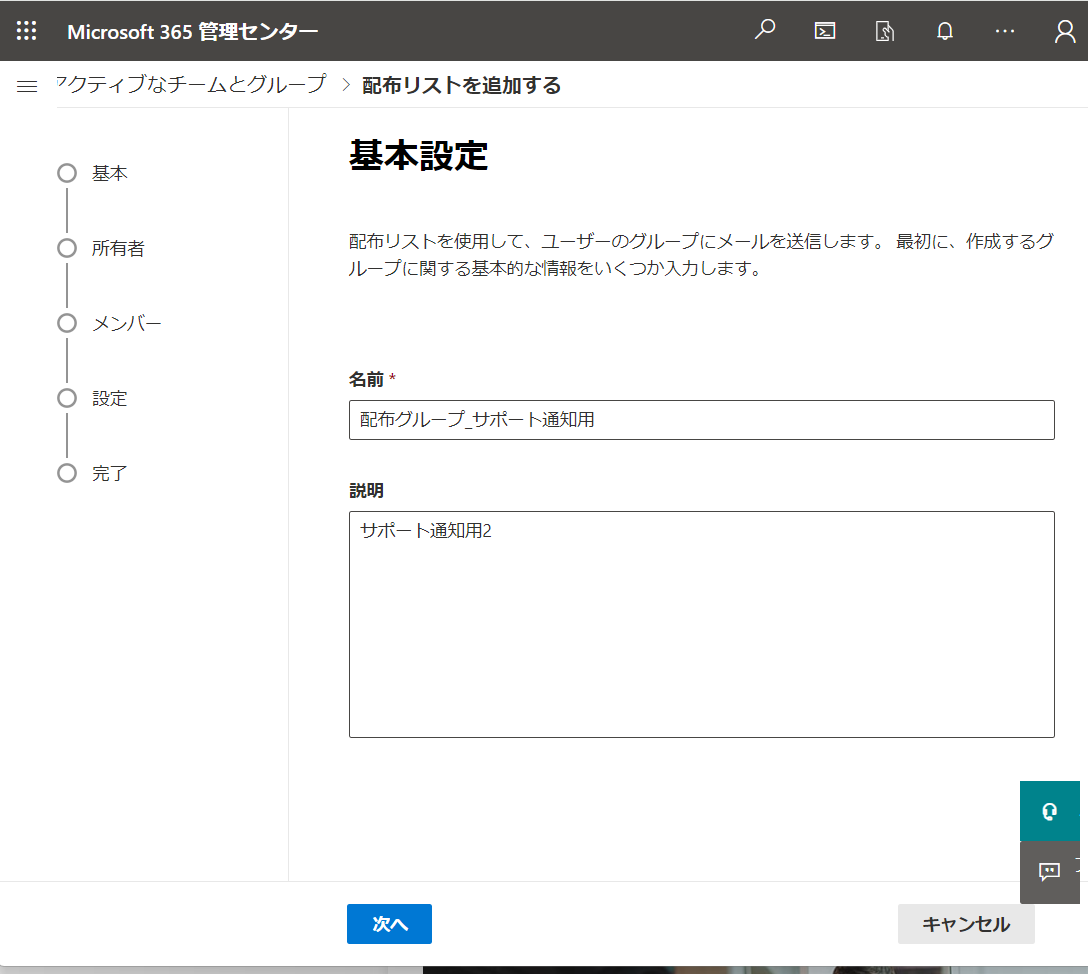 Microsoft 365 管理センター
アクティブなチームとグループ > 配布リストを追加する
基本
所有者
メンバー
設定
完了
基本設定
配布リストを使用して、ユーザーのグループにメールを送信します。 最初に、作成するグ
ループに関する基本的な情報をいくつか入力します。
名前 *
配布グループ_サポート通知用
説明
サポート通知用2
次へ
キャンセル